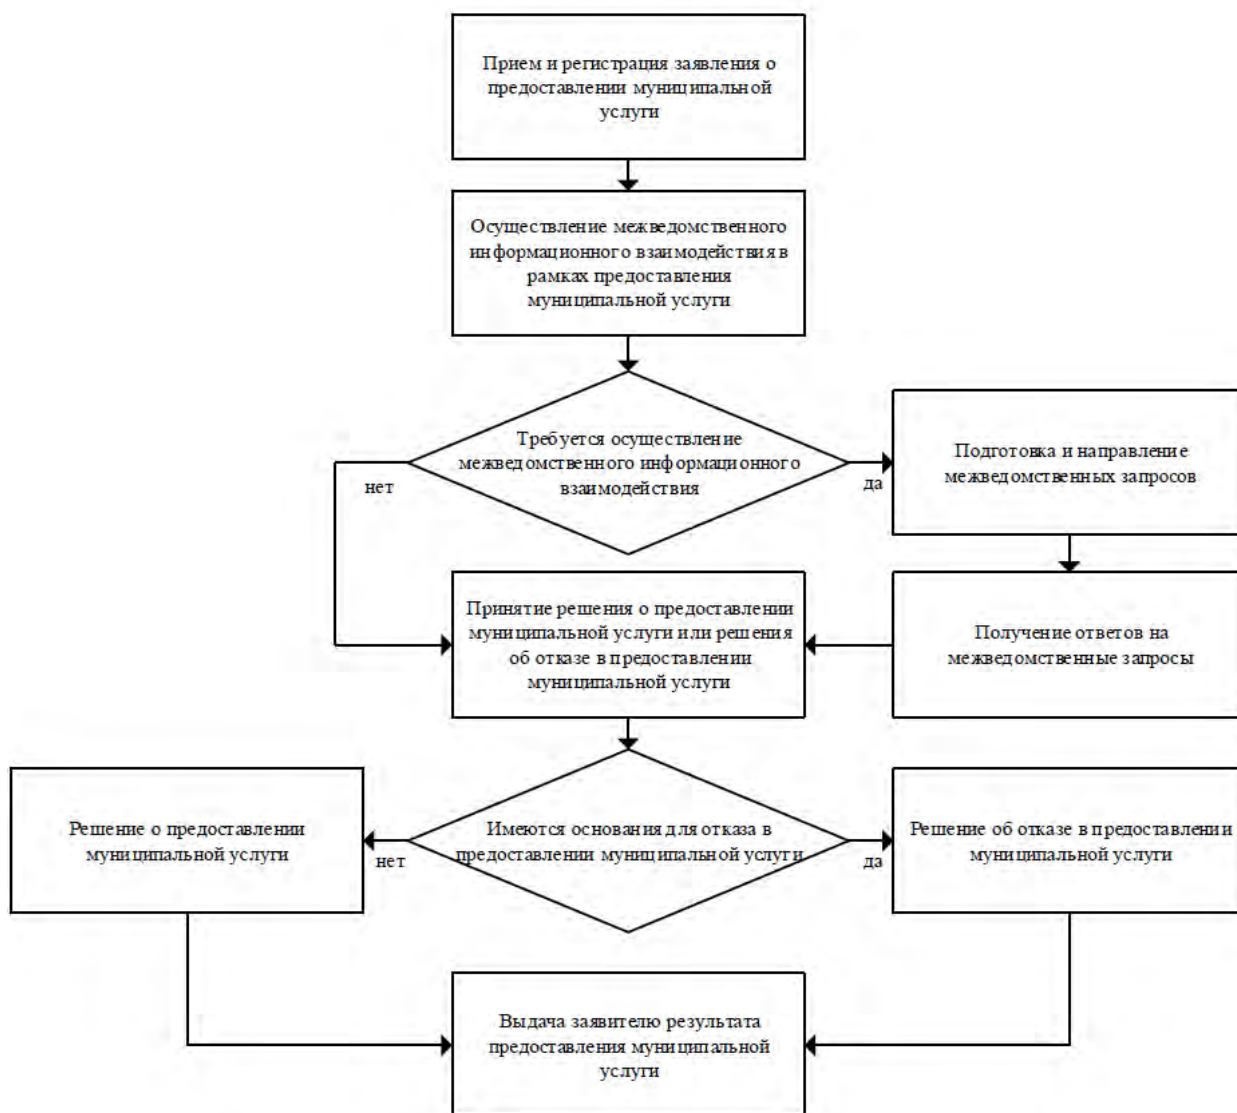 Прием и регистрация заявления о
предоставлении муниципальной
услуги
Осуществление межведомственного
информационного взаимодействия в
рамках предоставления
муниципальной услуги
Требуется осуществление
межведомственного информационного
взаимодействия
нет
да
Подготовка и направление
межведомственных запросов
Принятие решения о предоставлении
муниципальной услуги или решения
об отказе в предоставлении
муниципальной услуги
Получение ответов на
межведомственные запросы
Решение о предоставлении
муниципальной услуги
нет
Имеются основания для отказа в
предоставлении муниципальной услуги
да
Решение об отказе в предоставлении
муниципальной услуги
Выдача заявителю результата
предоставления муниципальной
услуги